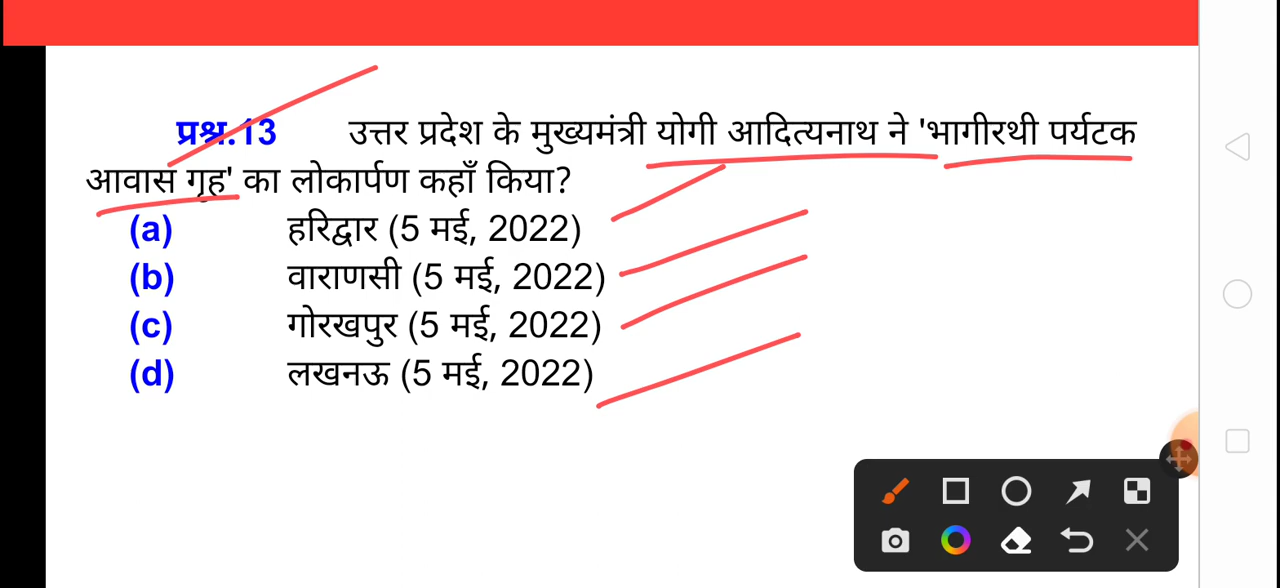 प्रश्न.13 उत्तर प्रदेश के मुख्यमंत्री योगी आदित्यनाथ ने 'भागीरथी पर्यटक
आवास गृह' का लोकार्पण कहाँ किया?
(a) हरिद्वार (5 मई, 2022)
(b) वाराणसी (5 मई, 2022)
(c) गोरखपुर (5 मई, 2022)
(d) लखनऊ (5 मई, 2022)